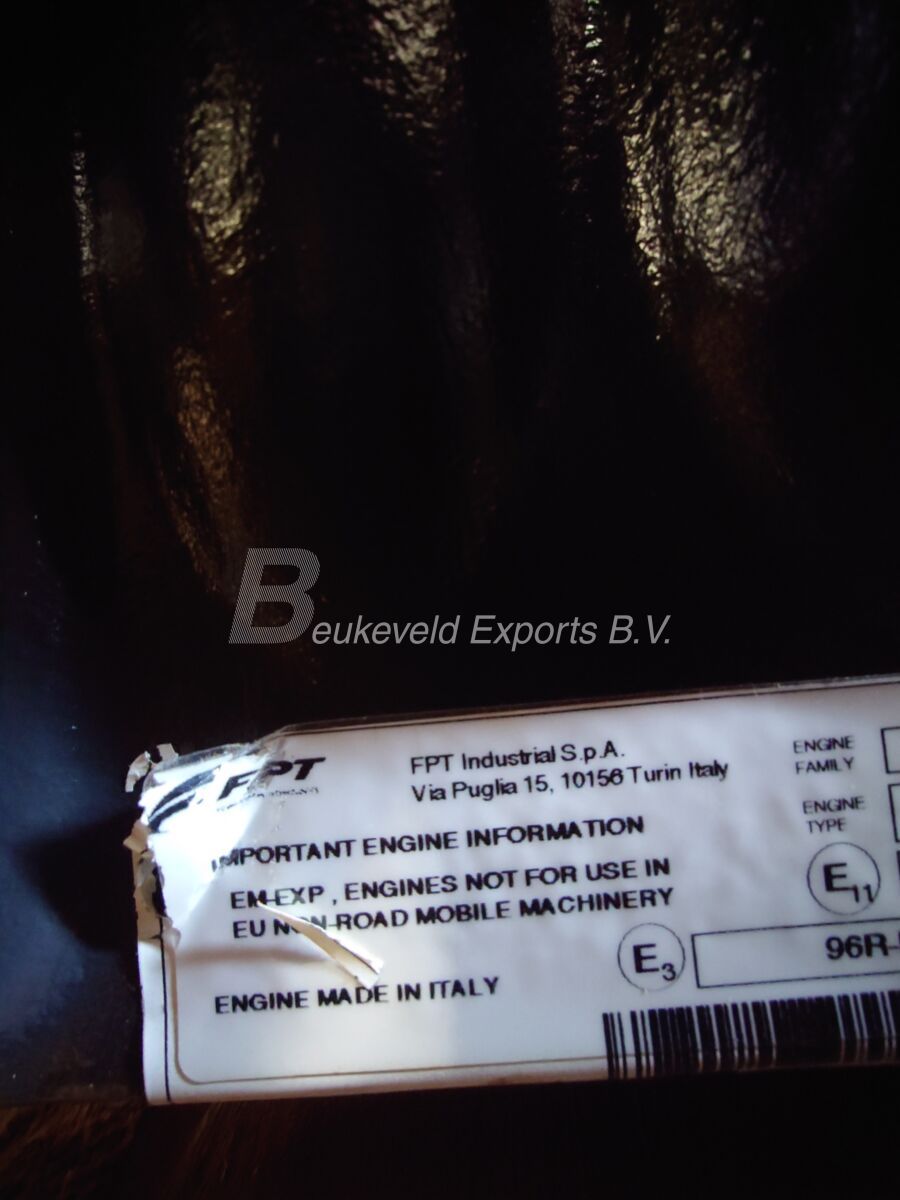 Beukeveld Exports B.V.
FPT
FPT Industrial S.p.A.
Via Puglia 15, 10156 Turin Italy
ENGINE
FAMILY
ENGINE
TYPE
IMPORTANT ENGINE INFORMATION
EM-EXP , ENGINES NOT FOR USE IN
EU NON-ROAD MOBILE MACHINERY
E11
E3
96R-
ENGINE MADE IN ITALY